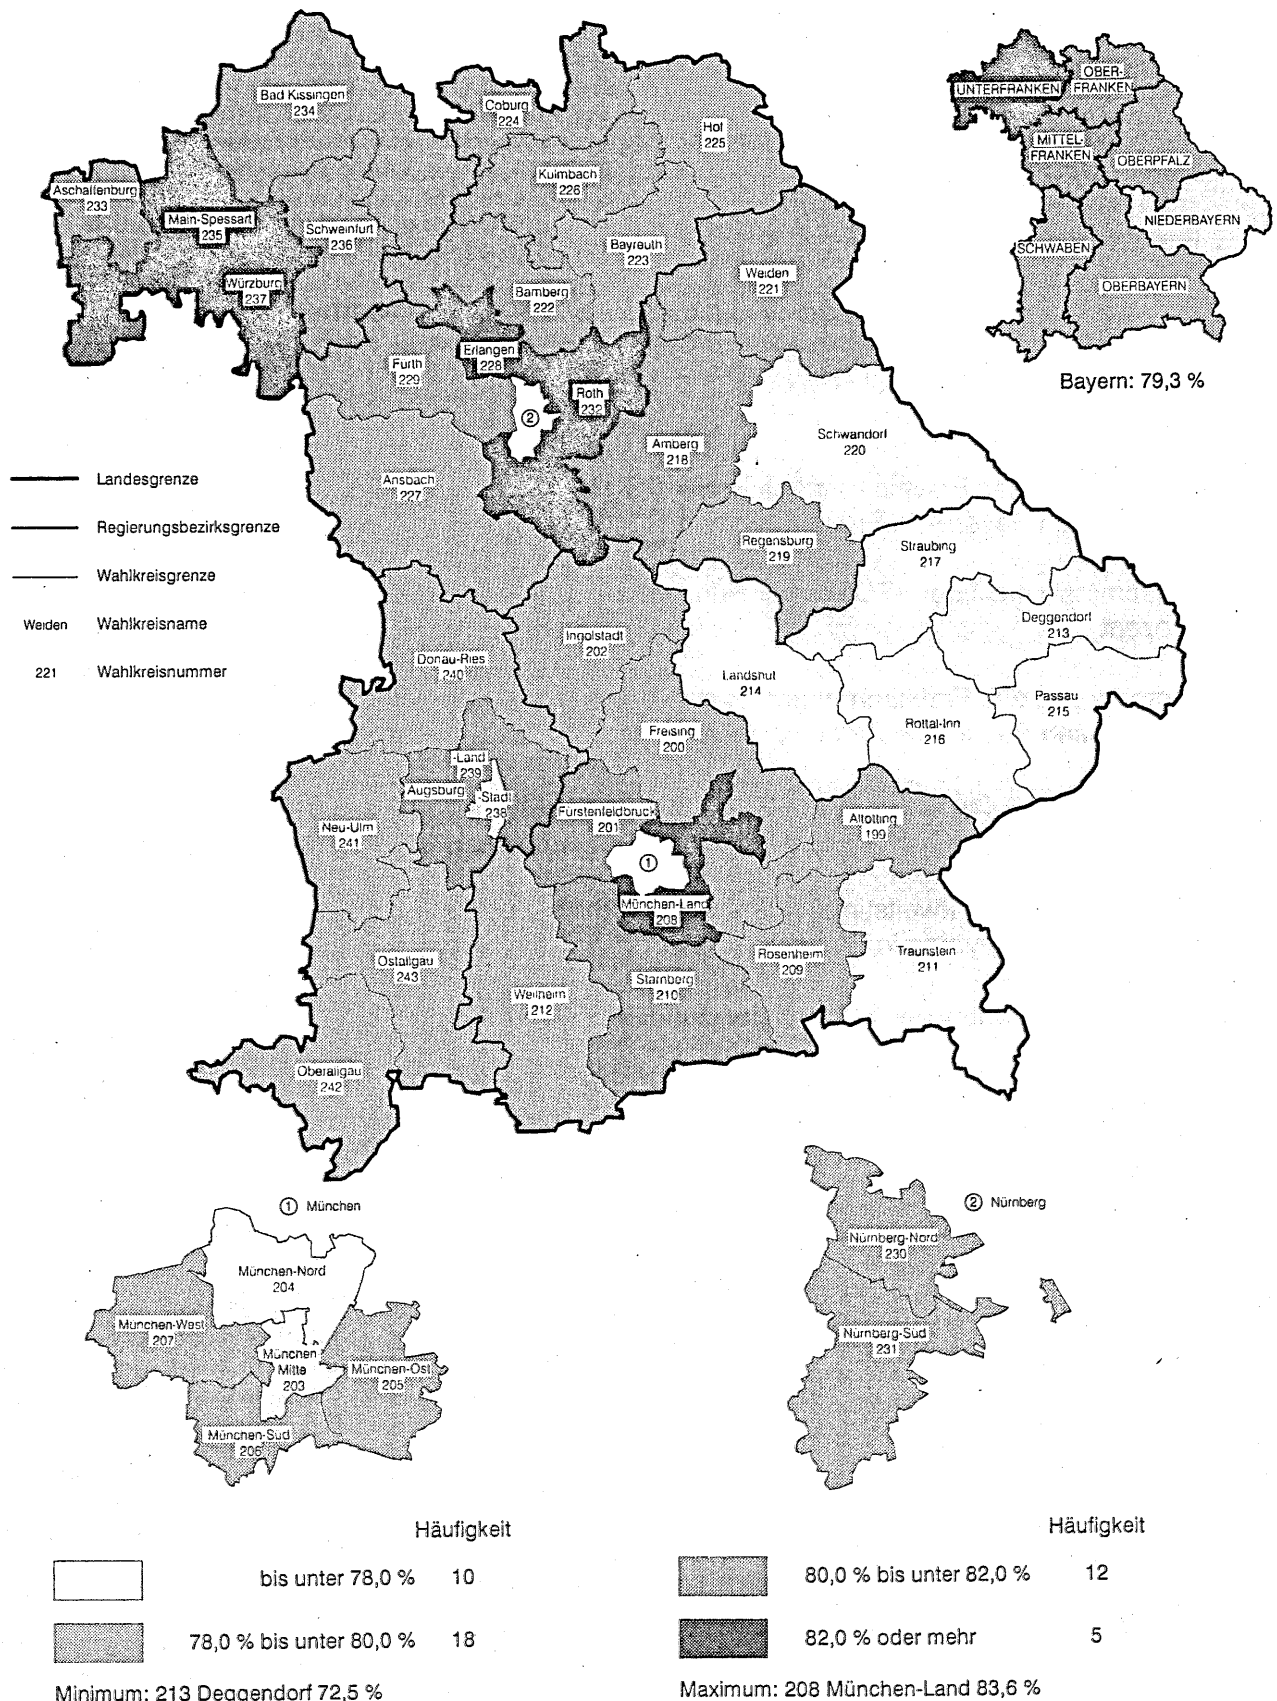 Bad Kissingen
234
Coburg
224
Hof
225
Kulmbach
226
Aschaffenburg
233
Main-Spessart
235
Schweinfurt
236
Würzburg
237
Bayreuth
223
Weiden
221
Bamberg
222
Erlangen
228
Fürth
229
Roth
232
②
Ansbach
227
Amberg
218
Schwandorf
220
Regensburg
219
Straubing
217
Deggendorf
213
Ingolstadt
202
Donau-Ries
240
Landshut
214
Passau
215
Rottal-Inn
216
Freising
200
-Land
239
Augsburg
-Stadt
238
Fürstenfeldbruck
201
Altötting
199
Neu-Ulm
241
①
München-Land
208
Ostallgäu
243
Weilheim
212
Starnberg
210
Rosenheim
209
Traunstein
211
Oberallgäu
242
UNTERFRANKEN
OBER-
FRANKEN
MITTEL-
FRANKEN
OBERPFALZ
NIEDERBAYERN
SCHWABEN
OBERBAYERN
Bayern: 79,3 %
Landesgrenze
Regierungsbezirksgrenze
Wahlkreisgrenze
Weiden Wahlkreisname
221 Wahlkreisnummer
① München
München-Nord
204
München-West
207
München
Mitte
203
München-Ost
205
München-Süd
206
② Nürnberg
Nürnberg-Nord
230
Nürnberg-Süd
231
Häufigkeit
bis unter 78,0 % 10
78,0 % bis unter 80,0 % 18
Minimum: 213 Deggendorf 72,5 %
Häufigkeit
80,0 % bis unter 82,0 % 12
82,0 % oder mehr 5
Maximum: 208 München-Land 83,6 %